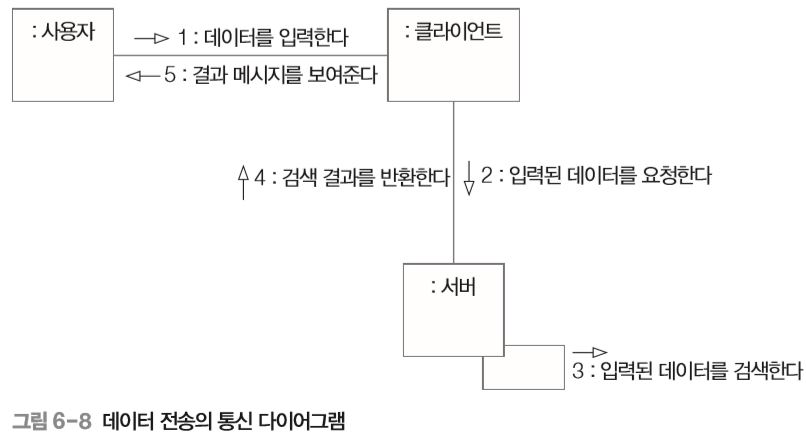 : 사용자
1 : 데이터를 입력한다
: 클라이언트
5 : 결과 메시지를 보여준다
4 : 검색 결과를 반환한다
2 : 입력된 데이터를 요청한다
: 서버
3 : 입력된 데이터를 검색한다
그림 6-8 데이터 전송의 통신 다이어그램